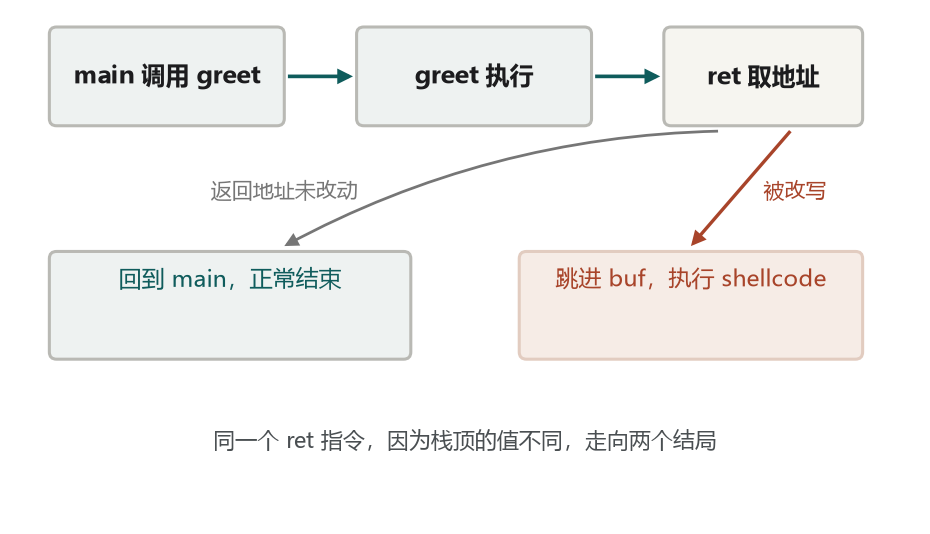 main 调用 greet
greet 执行
ret 取地址
返回地址未改动
被改写
回到 main，正常结束
跳进 buf，执行 shellcode
同一个 ret 指令，因为栈顶的值不同，走向两个结局